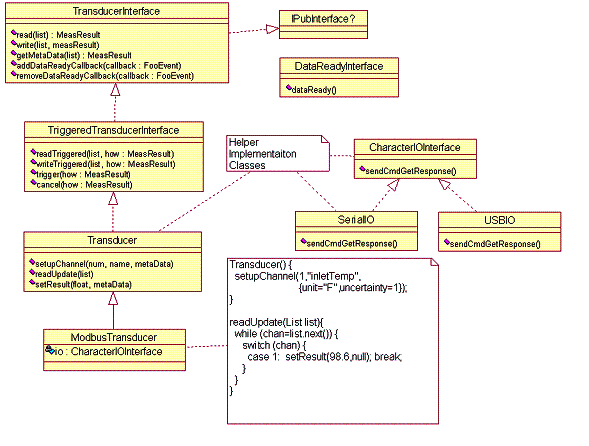 TransducerInterface
read(list) : MeasResult
write(list, measResult)
getMetaData(list) : MeasResult
addDataReadyCallback(callback : FooEvent)
removeDataReadyCallback(callback : FooEvent)
IPubInterface?
DataReadyInterface
dataReady()
TriggeredTransducerInterface
readTriggered(list, how : MeasResult)
writeTriggered(list, how : MeasResult)
trigger(how : MeasResult)
cancel(how : MeasResult)
Helper
Implementaiton
Classes
CharacterIOInterface
sendCmdGetResponse()
SerialIO
sendCmdGetResponse()
USBIO
sendCmdGetResponse()
Transducer
setupChannel(num, name, metaData)
readUpdate(list)
setResult(float, metaData)
ModbusTransducer
io : CharacterIOInterface
Transducer() {
setupChannel(1,"inletTemp",
{unit="F",uncertainty=1});
}
readUpdate(List list){
while (chan=list.next()) {
switch (chan) {
case 1: setResult(98.6,null); break;
}
}
}